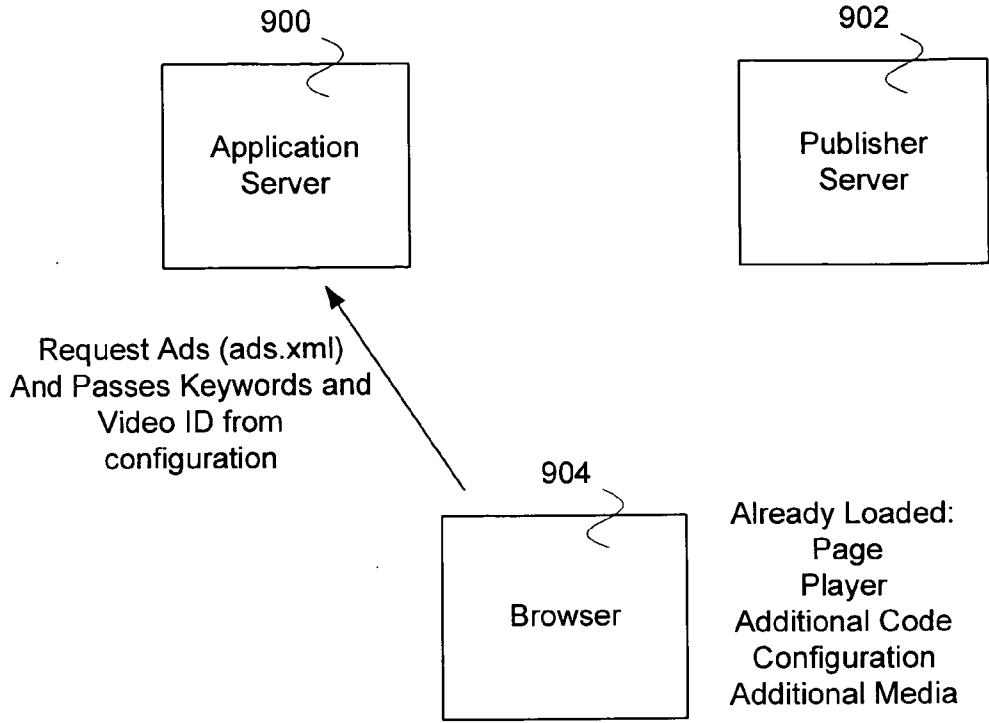 900
902
Application
Server
Publisher
Server
Request Ads (ads.xml)
And Passes Keywords and
Video ID from
configuration
904
Browser
Already Loaded:
Page
Player
Additional Code
Configuration
Additional Media